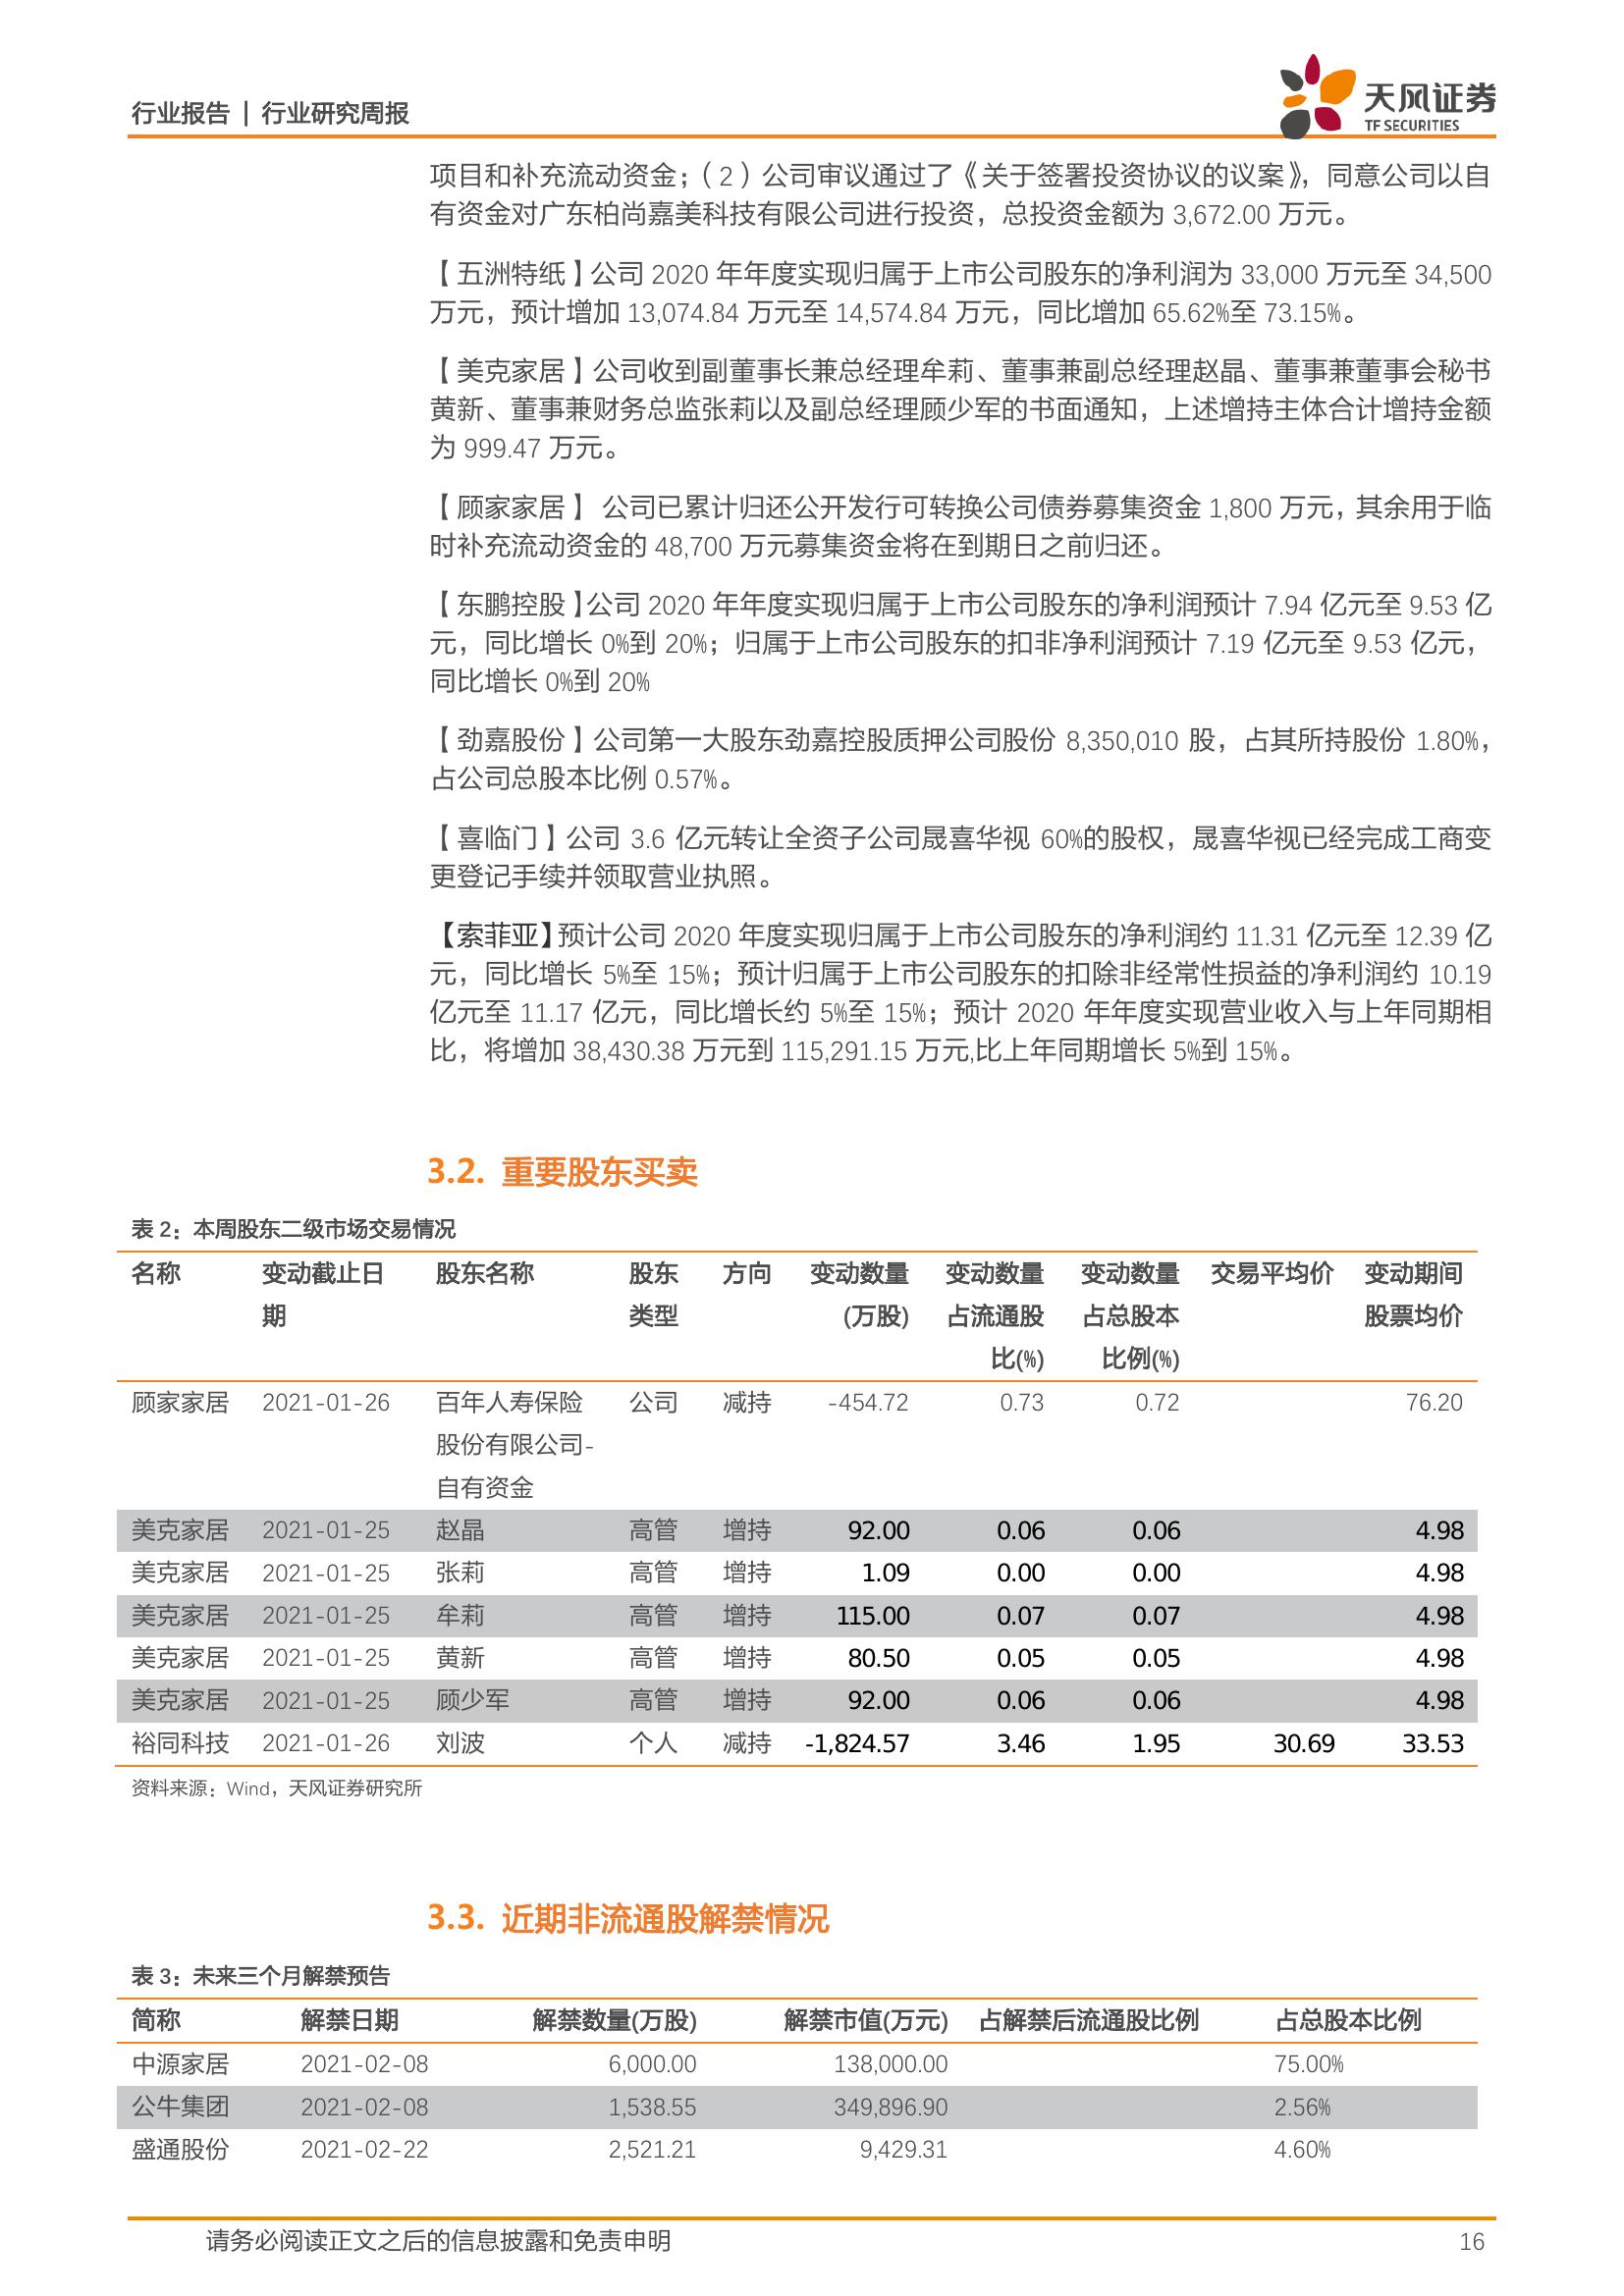 行业报告 | 行业研究周报
天风证券
TF SECURITIES
项目和补充流动资金；（2）公司审议通过了《关于签署投资协议的议案》，同意公司以自
有资金对广东柏尚嘉美科技有限公司进行投资，总投资金额为 3,672.00 万元。
【五洲特纸】公司 2020 年年度实现归属于上市公司股东的净利润为 33,000 万元至 34,500
万元，预计增加 13,074.84 万元至 14,574.84 万元，同比增加 65.62%至 73.15%。
【美克家居】公司收到副董事长兼总经理牟莉、董事兼副总经理赵晶、董事兼董事会秘书
黄新、董事兼财务总监张莉以及副总经理顾少军的书面通知，上述增持主体合计增持金额
为 999.47 万元。
【顾家家居】 公司已累计归还公开发行可转换公司债券募集资金 1,800 万元，其余用于临
时补充流动资金的 48,700 万元募集资金将在到期日之前归还。
【东鹏控股】公司 2020 年年度实现归属于上市公司股东的净利润预计 7.94 亿元至 9.53 亿
元，同比增长 0%到 20%；归属于上市公司股东的扣非净利润预计 7.19 亿元至 9.53 亿元，
同比增长 0%到 20%
【劲嘉股份】公司第一大股东劲嘉控股质押公司股份 8,350,010 股，占其所持股份 1.80%，
占公司总股本比例 0.57%。
【喜临门】公司 3.6 亿元转让全资子公司晟喜华视 60%的股权，晟喜华视已经完成工商变
更登记手续并领取营业执照。
【索菲亚】预计公司 2020 年度实现归属于上市公司股东的净利润约 11.31 亿元至 12.39 亿
元，同比增长 5%至 15%；预计归属于上市公司股东的扣除非经常性损益的净利润约 10.19
亿元至 11.17 亿元，同比增长约 5%至 15%；预计 2020 年年度实现营业收入与上年同期相
比，将增加 38,430.38 万元到 115,291.15 万元,比上年同期增长 5%到 15%。
3.2. 重要股东买卖
表 2：本周股东二级市场交易情况
名称 变动截止日 股东名称 股东 方向 变动数量 变动数量 变动数量 交易平均价 变动期间
期 类型 (万股) 占流通股 占总股本 股票均价
比(%) 比例(%)
顾家家居 2021-01-26 百年人寿保险 公司 减持 -454.72 0.73 0.72 76.20
股份有限公司-
自有资金
美克家居 2021-01-25 赵晶 高管 增持 92.00 0.06 0.06 4.98
美克家居 2021-01-25 张莉 高管 增持 1.09 0.00 0.00 4.98
美克家居 2021-01-25 牟莉 高管 增持 115.00 0.07 0.07 4.98
美克家居 2021-01-25 黄新 高管 增持 80.50 0.05 0.05 4.98
美克家居 2021-01-25 顾少军 高管 增持 92.00 0.06 0.06 4.98
裕同科技 2021-01-26 刘波 个人 减持 -1,824.57 3.46 1.95 30.69 33.53
资料来源：Wind，天风证券研究所
3.3. 近期非流通股解禁情况
表 3：未来三个月解禁预告
简称 解禁日期 解禁数量(万股) 解禁市值(万元) 占解禁后流通股比例 占总股本比例
中源家居 2021-02-08 6,000.00 138,000.00 75.00%
公牛集团 2021-02-08 1,538.55 349,896.90 2.56%
盛通股份 2021-02-22 2,521.21 9,429.31 4.60%
请务必阅读正文之后的信息披露和免责申明 16